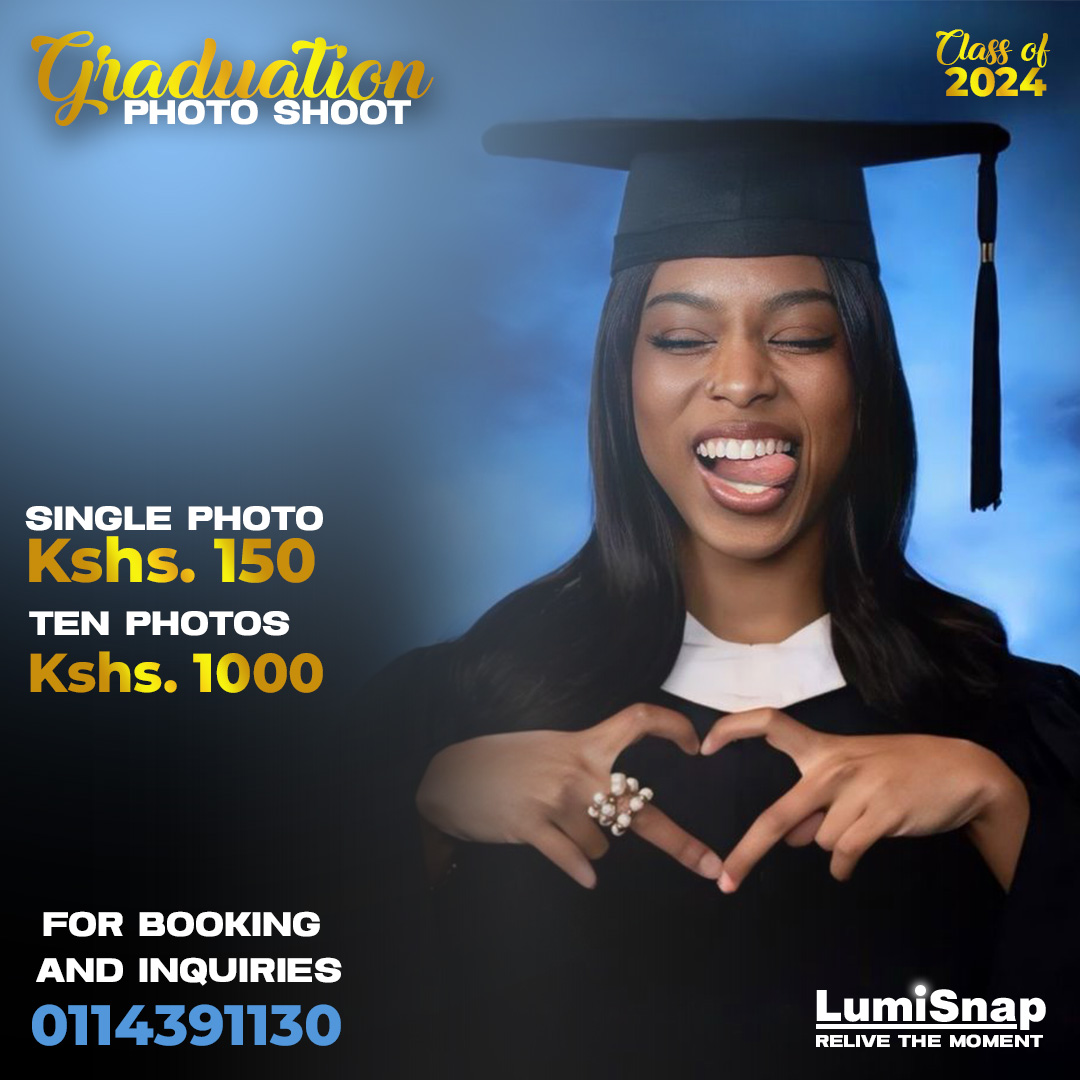 Graduation
PHOTO SHOOT
Class of
2024
SINGLE PHOTO
Kshs. 150
TEN PHOTOS
Kshs. 1000
FOR BOOKING
AND INQUIRIES
0114391130
LumiSnap
RELIVE THE MOMENT